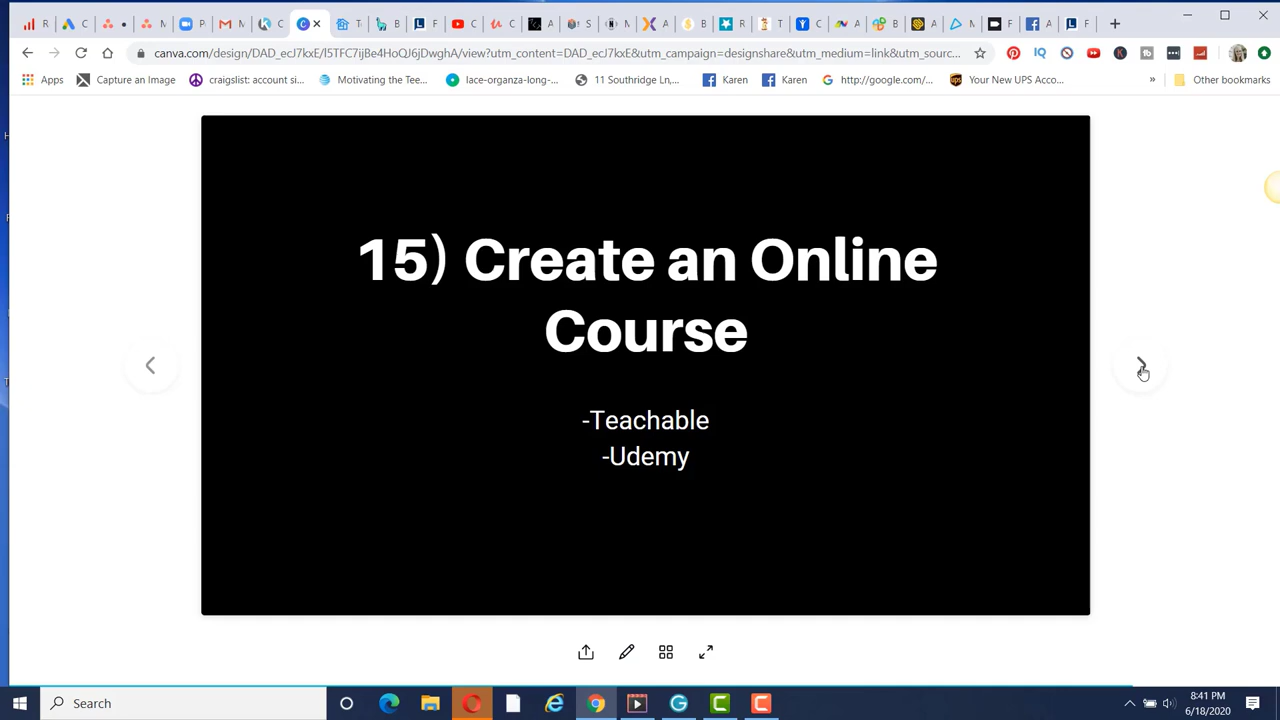 R
C
P
M
C
T
B
F
C
A
S
N
A
B
R
T
C
A
B
A
F
F
A
F
canva.com/design/DAD_ecJ7kxE/I5TFC7ijBe4HoQJ6jDwghA/view?utm_content=DAD_ecJ7kxE&utm_campaign=designshare&utm_medium=link&utm_sourc...
Apps
Capture an Image
craigslist: account si...
Motivating the Tee...
lace-organza-long-...
11 Southridge Ln,...
Karen
Karen
http://google.com/...
Your New UPS Acco...
»
Other bookmarks
15) Create an Online
Course
-Teachable
-Udemy
Search
8:41 PM
6/18/2020